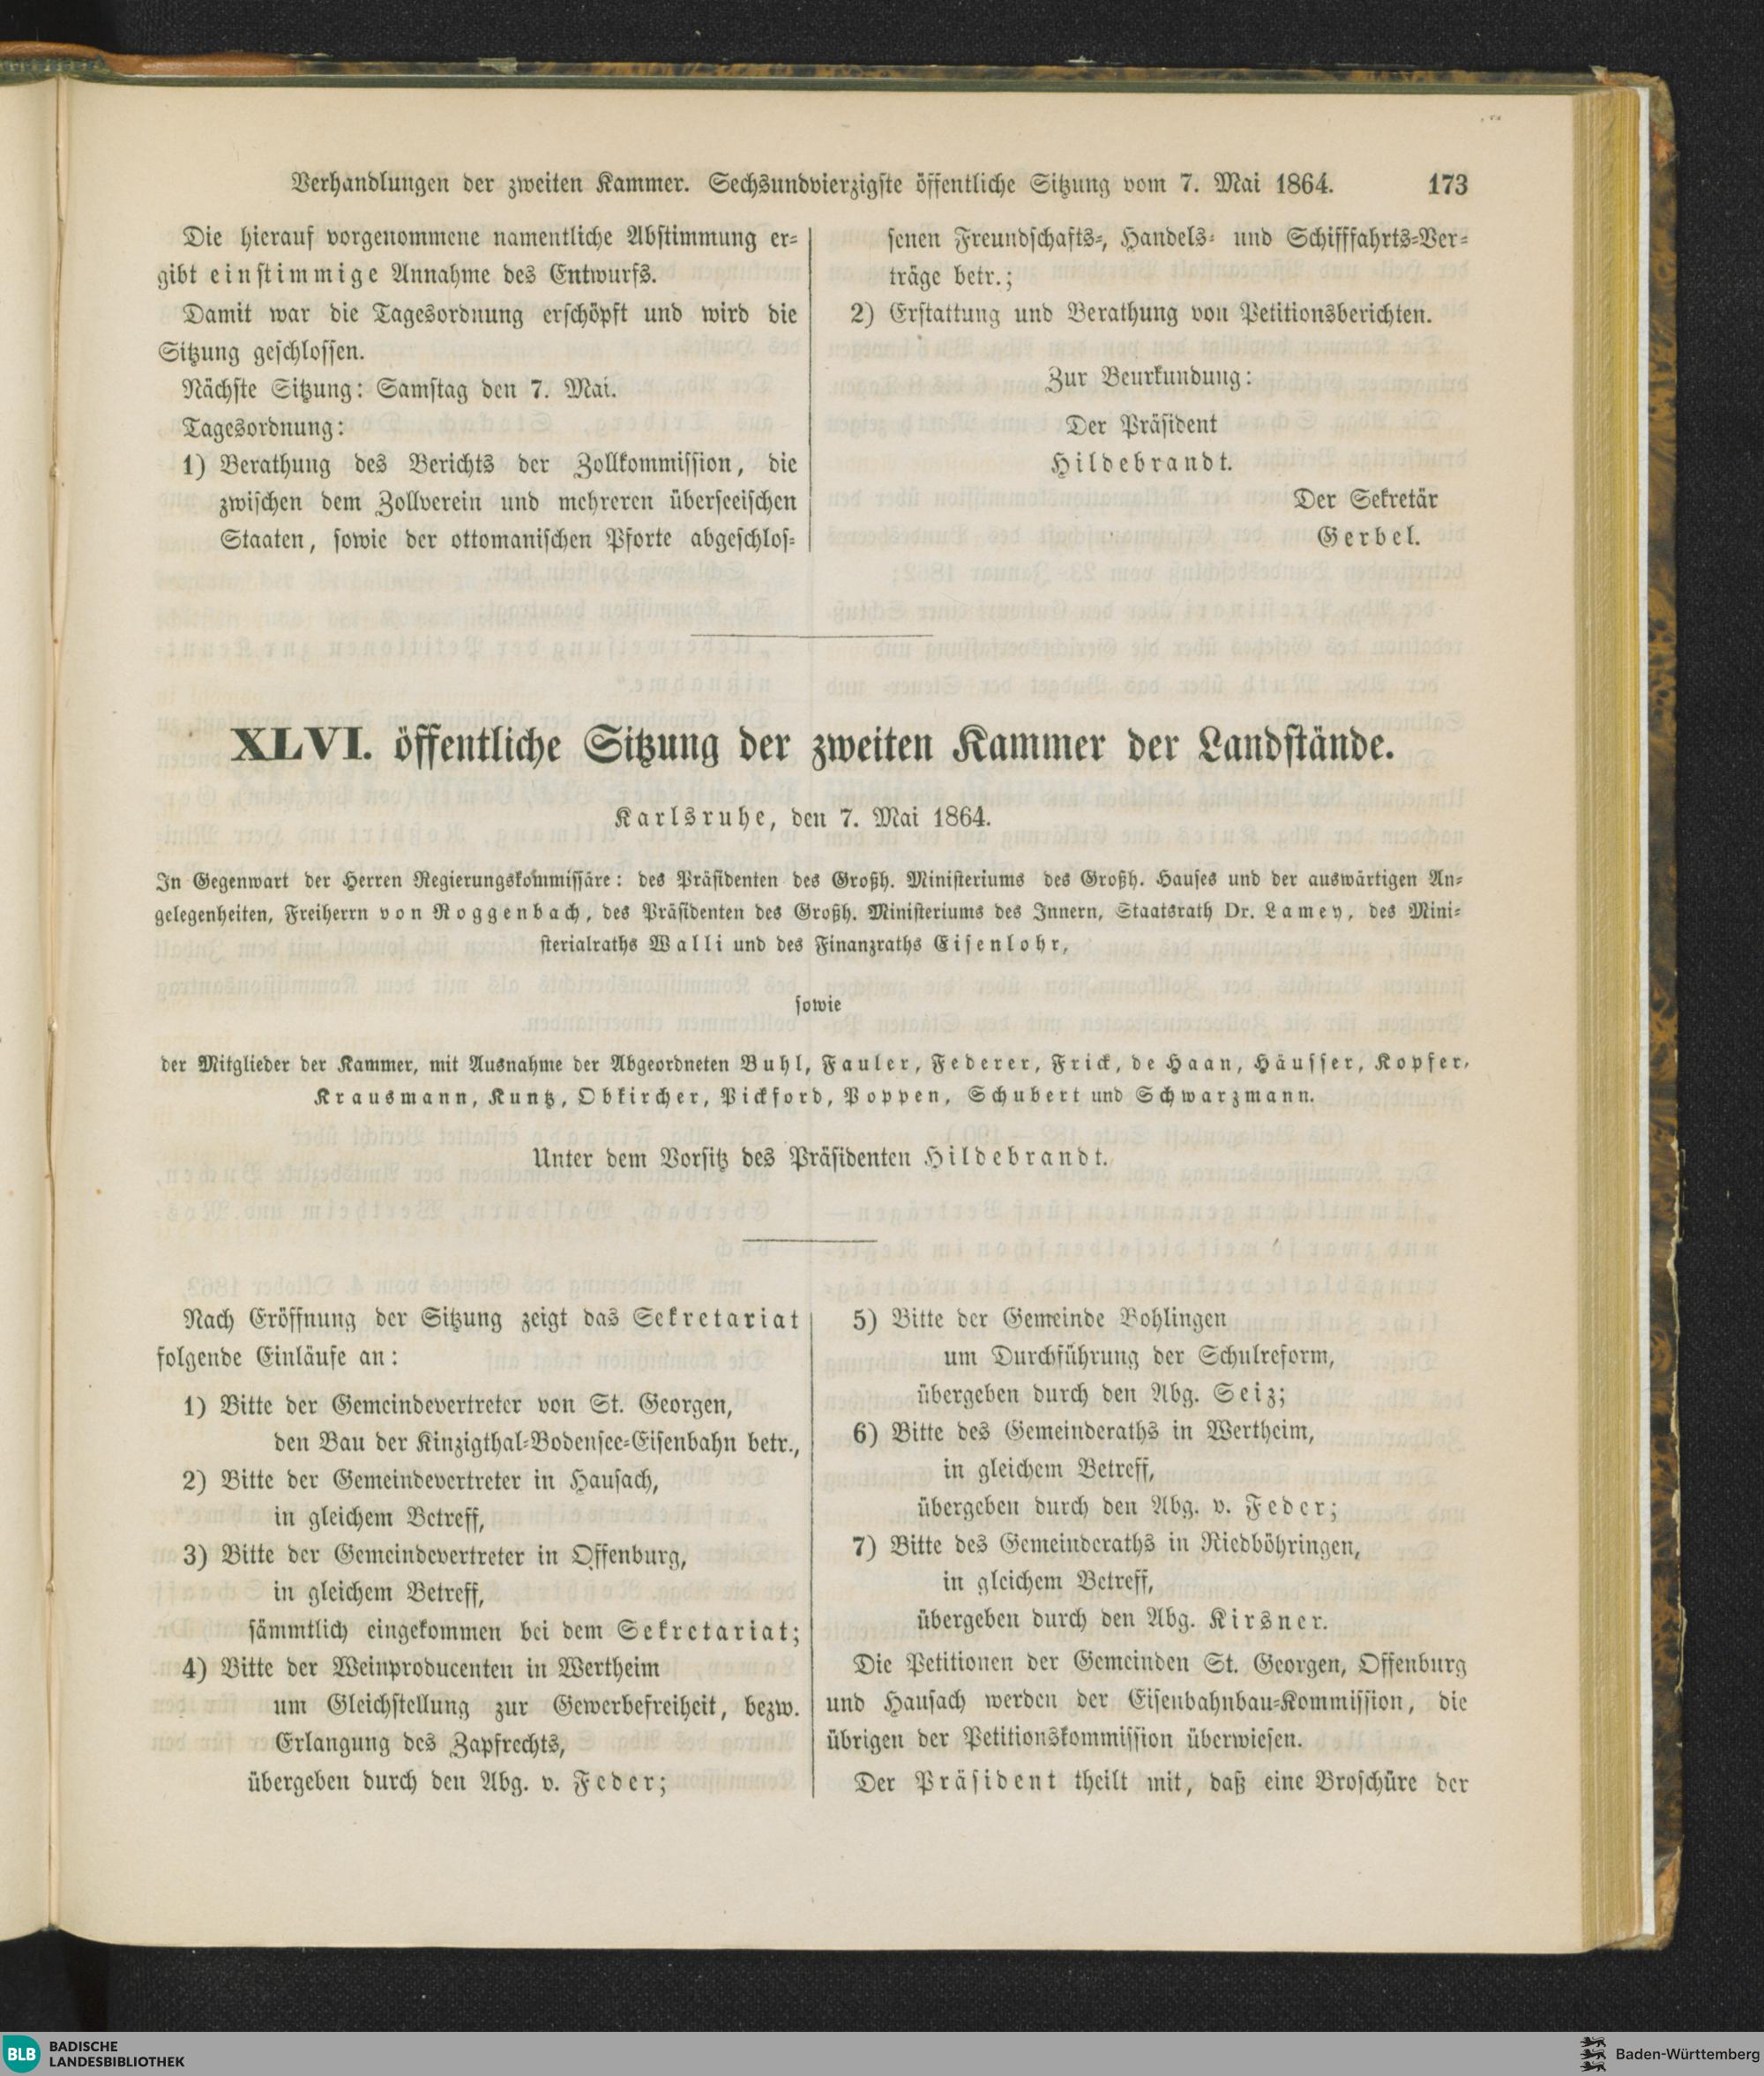 Verhandlungen der zweiten Kammer. Sechsundvierzigste öffentliche Sitzung vom 7. Mai 1864. 173
Die hierauf vorgenommene namentliche Abstimmung er-
gibt einstimmige Annahme des Entwurfs.
Damit war die Tagesordnung erschöpft und wird die
Sitzung geschlossen.
Nächste Sitzung: Samstag den 7. Mai.
Tagesordnung:
1) Berathung des Berichts der Zollkommission, die
zwischen dem Zollverein und mehreren überseeischen
Staaten, sowie der ottomanischen Pforte abgeschlos-
senen Freundschafts-, Handels- und Schifffahrts-Ver-
träge betr.;
2) Erstattung und Berathung von Petitionsberichten.
Zur Beurkundung:
Der Präsident
Hildebrandt.
Der Sekretär
Gerbel.
XLVI. öffentliche Sitzung der zweiten Kammer der Landstände.
Karlsruhe, den 7. Mai 1864.
In Gegenwart der Herren Regierungskommissäre: des Präsidenten des Großh. Ministeriums des Großh. Hauses und der auswärtigen An-
gelegenheiten, Freiherrn von Roggenbach, des Präsidenten des Großh. Ministeriums des Innern, Staatsrath Dr. Lamey, des Mini-
sterialraths Walli und des Finanzraths Eisenlohr,
sowie
der Mitglieder der Kammer, mit Ausnahme der Abgeordneten Buhl, Fauler, Federer, Frick, de Haan, Häusser, Kopfer,
Krausmann, Kuntz, Obkircher, Pickford, Poppen, Schubert und Schwarzmann.
Unter dem Vorsitz des Präsidenten Hildebrandt.
Nach Eröffnung der Sitzung zeigt das Sekretariat
folgende Einläufe an:
1) Bitte der Gemeindevertreter von St. Georgen,
den Bau der Kinzigthal-Bodensee-Eisenbahn betr.,
2) Bitte der Gemeindevertreter in Hausach,
in gleichem Betreff,
3) Bitte der Gemeindevertreter in Offenburg,
in gleichem Betreff,
sämmtlich eingekommen bei dem Sekretariat;
4) Bitte der Weinproducenten in Wertheim
um Gleichstellung zur Gewerbefreiheit, bezw.
Erlangung des Zapfrechts,
übergeben durch den Abg. v. Feder;
5) Bitte der Gemeinde Bohlingen
um Durchführung der Schulreform,
übergeben durch den Abg. Seiz;
6) Bitte des Gemeinderaths in Wertheim,
in gleichem Betreff,
übergeben durch den Abg. v. Feder;
7) Bitte des Gemeinderaths in Riedböhringen,
in gleichem Betreff,
übergeben durch den Abg. Kirsner.
Die Petitionen der Gemeinden St. Georgen, Offenburg
und Hausach werden der Eisenbahnbau-Kommission, die
übrigen der Petitionskommission überwiesen.
Der Präsident theilt mit, daß eine Broschüre der
BLB BADISCHE
LANDESBIBLIOTHEK
Baden-Württemberg